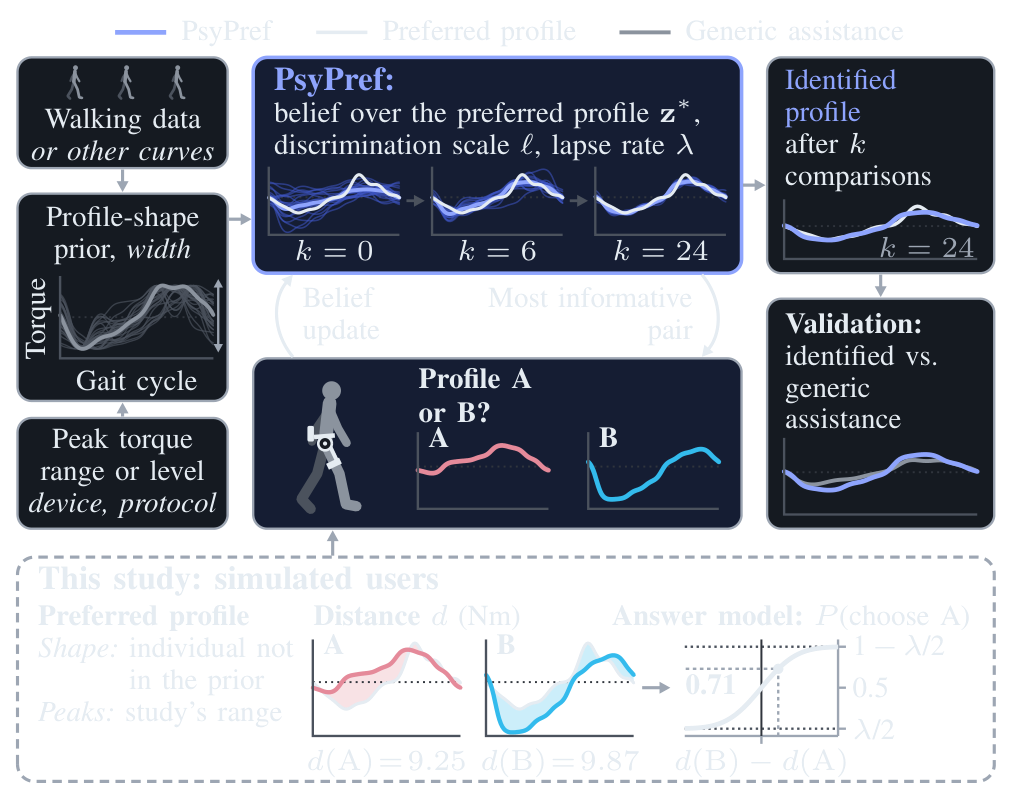 PsyPref Preferred profile Generic assistance
Walking data
or other curves
Profile-shape
prior, width
Torque
Gait cycle
Peak torque
range or level
device, protocol
PsyPref:
belief over the preferred profile z*,
discrimination scale ℓ, lapse rate λ
k = 0 k = 6 k = 24
Belief
update
Most informative
pair
Profile A
or B?
A B
Identified
profile
after k
comparisons
k = 24
Validation:
identified vs.
generic
assistance
This study: simulated users
Preferred profile
Shape: individual not
in the prior
Peaks: study's range
Distance d (Nm)
A B
d(A) = 9.25 d(B) = 9.87
Answer model: P(choose A)
1 − λ/2
0.71
0.5
λ/2
d(B) − d(A)